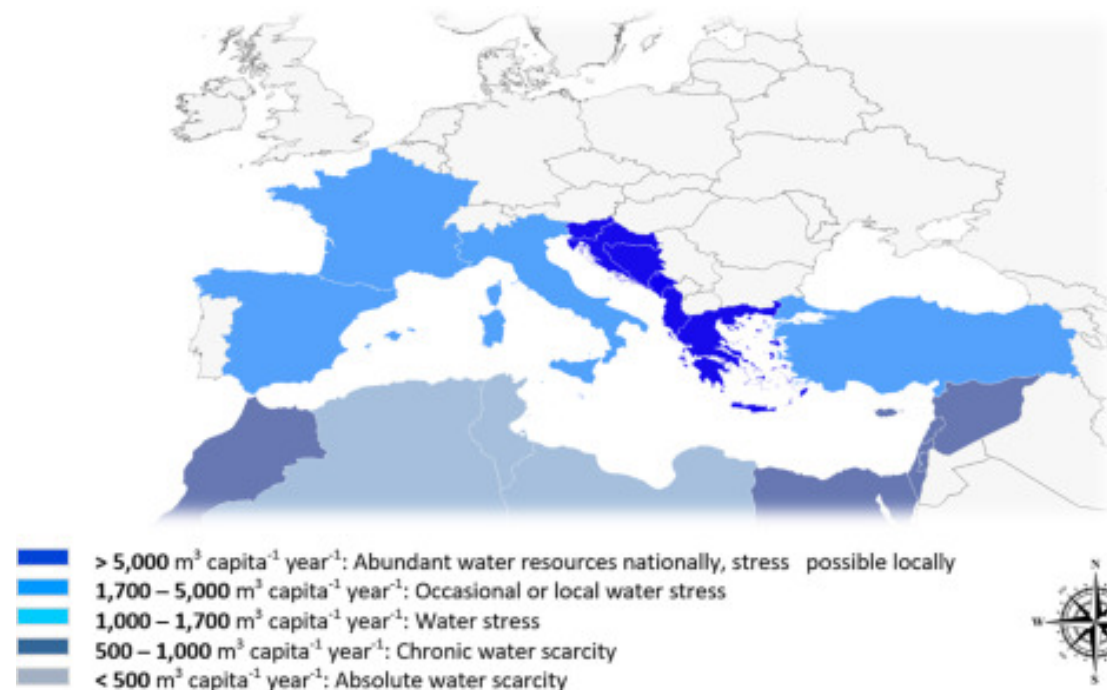 > 5,000 m³ capita⁻¹ year⁻¹: Abundant water resources nationally, stress possible locally
1,700 – 5,000 m³ capita⁻¹ year⁻¹: Occasional or local water stress
1,000 – 1,700 m³ capita⁻¹ year⁻¹: Water stress
500 – 1,000 m³ capita⁻¹ year⁻¹: Chronic water scarcity
< 500 m³ capita⁻¹ year⁻¹: Absolute water scarcity
N
W
S